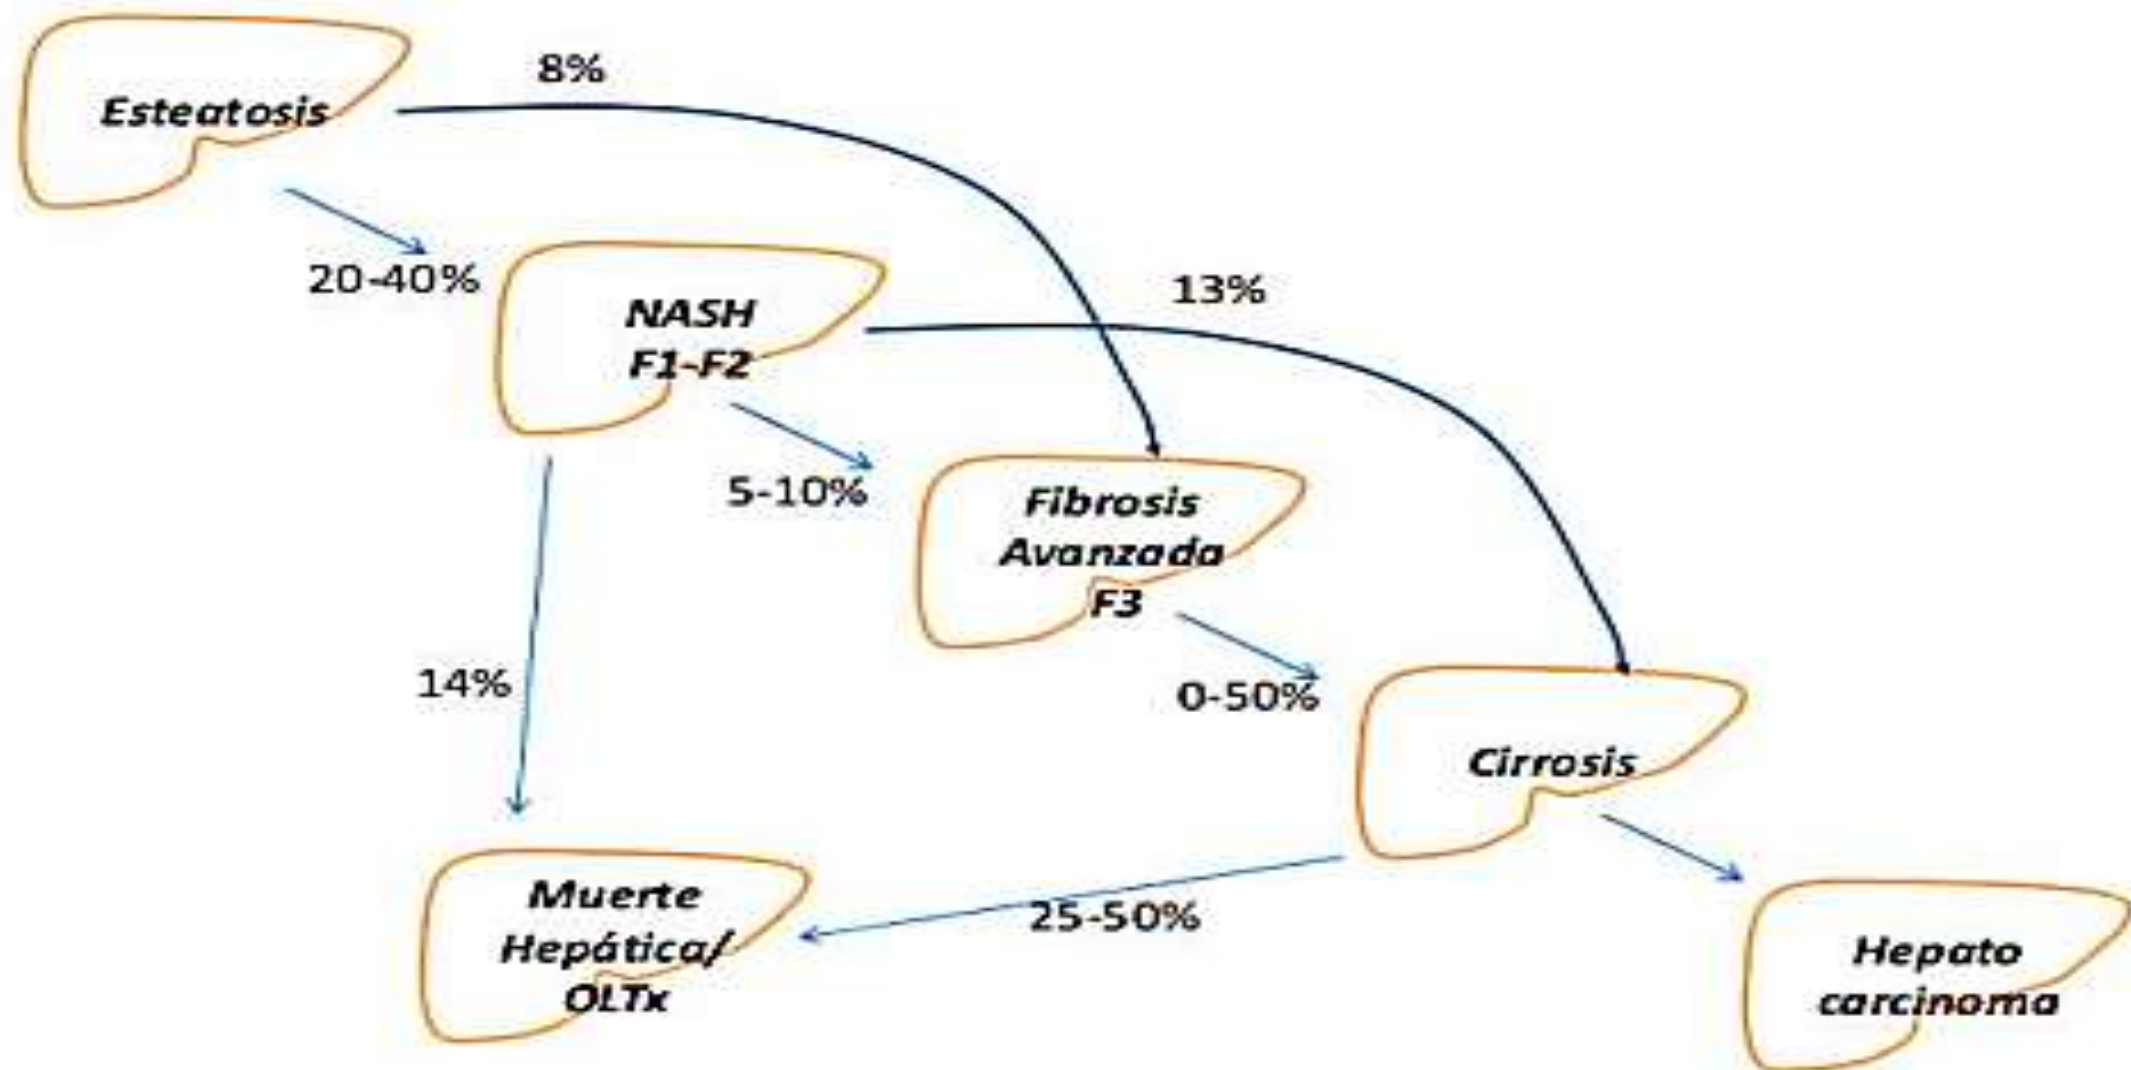 8%
Esteatosis
20-40%
NASH
F1-F2
13%
5-10%
Fibrosis
Avanzada
F3
14%
0-50%
Cirrosis
Muerte
Hepática/
OLTx
25-50%
Hepato
carcinoma